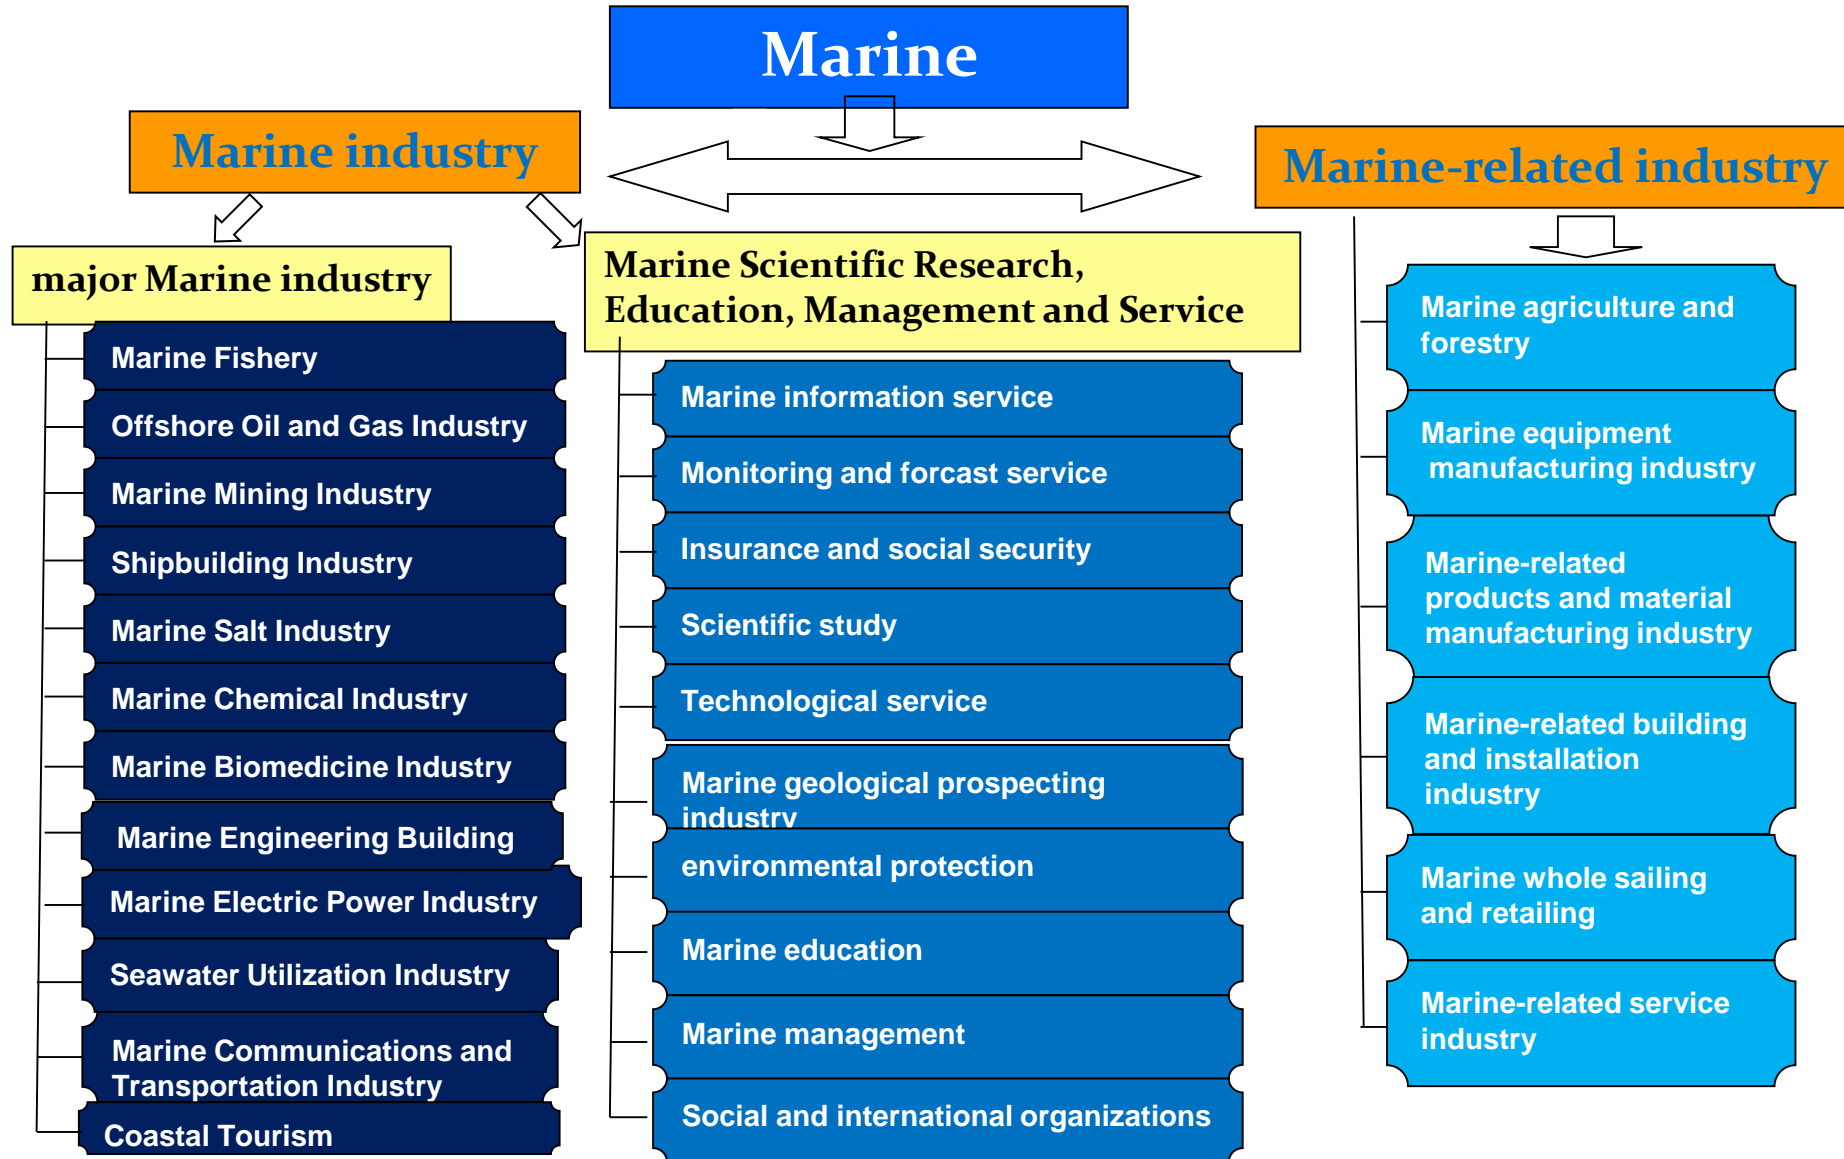 Marine
Marine industry
Marine-related industry
major Marine industry
Marine Fishery
Offshore Oil and Gas Industry
Marine Mining Industry
Shipbuilding Industry
Marine Salt Industry
Marine Chemical Industry
Marine Biomedicine Industry
Marine Engineering Building
Marine Electric Power Industry
Seawater Utilization Industry
Marine Communications and
Transportation Industry
Coastal Tourism
Marine Scientific Research,
Education, Management and Service
Marine information service
Monitoring and forcast service
Insurance and social security
Scientific study
Technological service
Marine geological prospecting
industry
environmental protection
Marine education
Marine management
Social and international organizations
Marine agriculture and
forestry
Marine equipment
manufacturing industry
Marine-related
products and material
manufacturing industry
Marine-related building
and installation
industry
Marine whole sailing
and retailing
Marine-related service
industry